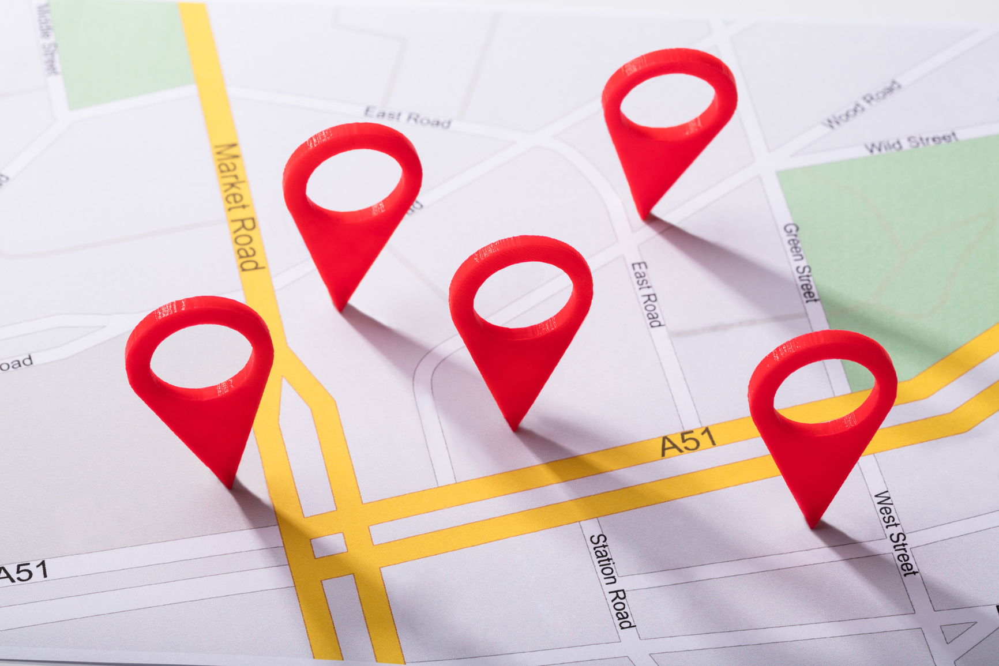 Middle Street
East Road
Wood Road
Wild Street
Market Road
Green Street
East Road
oad
A51
West Street
A51
Station Road